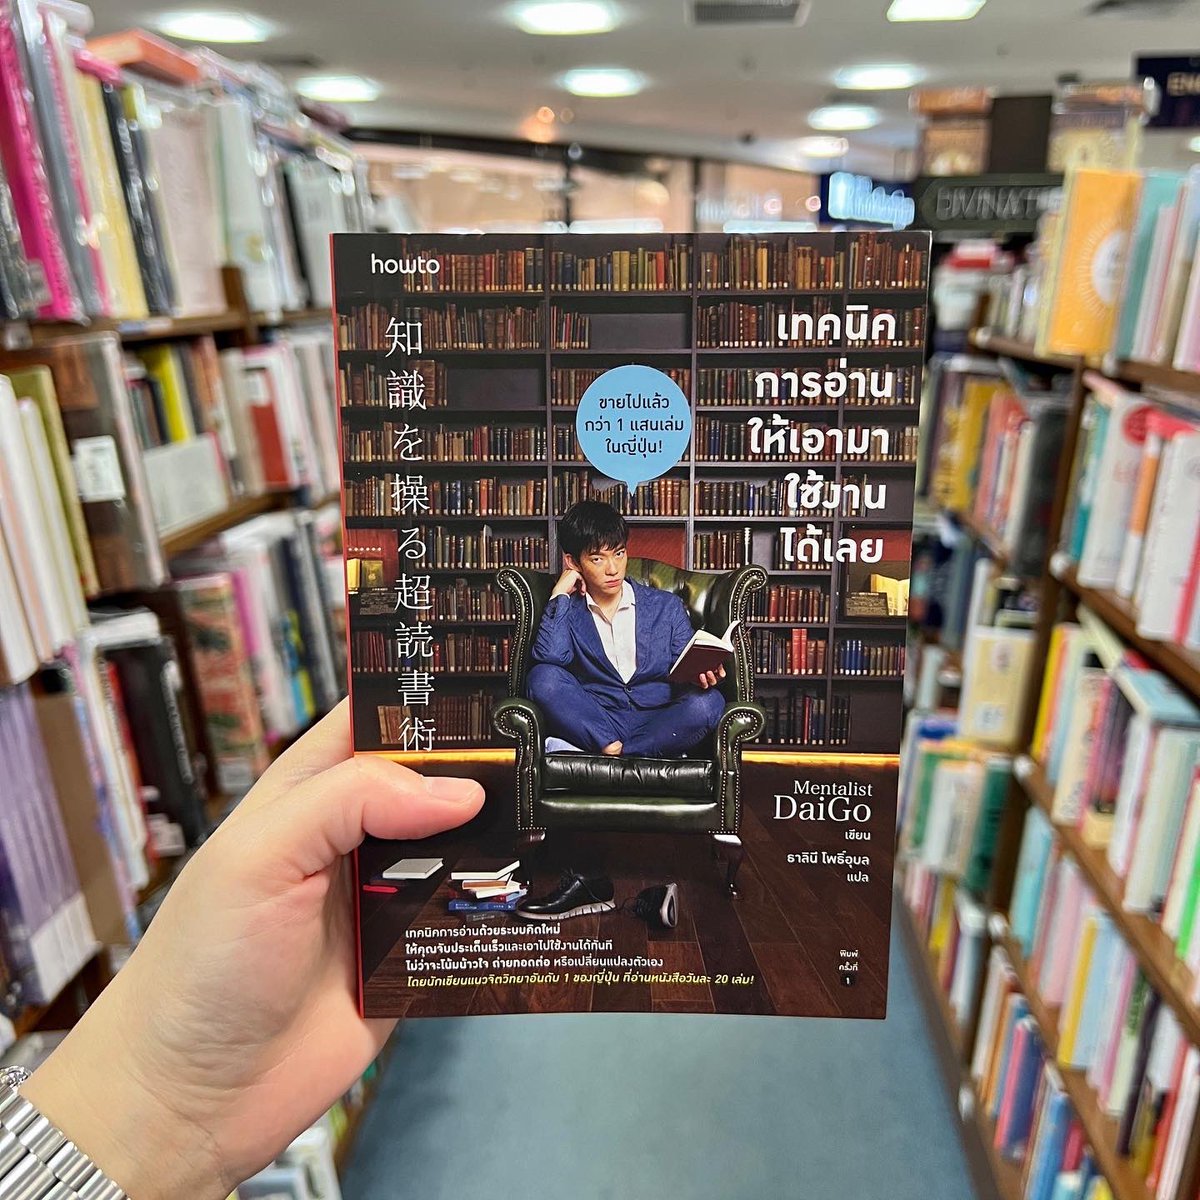 howto
知識を操る超読書術
เทคนิค
การอ่าน
ให้เอามา
ใช้งาน
ได้เลย
ขายไปแล้ว
กว่า 1 แสนเล่ม
ในญี่ปุ่น!
Mentalist
DaiGo
เขียน
ธาลินี โพธิ์อุบล
แปล
เทคนิคการอ่านด้วยระบบคิดใหม่
ให้คุณจับประเด็นเร็วและเอาไปใช้งานได้ทันที
ไม่ว่าจะโน้มน้าวใจ ถ่ายทอดต่อ หรือเปลี่ยนแปลงตัวเอง
โดยนักเขียนแนวจิตวิทยาอันดับ 1 ของญี่ปุ่น ที่อ่านหนังสือวันละ 20 เล่ม!
พิมพ์
ครั้งที่
1